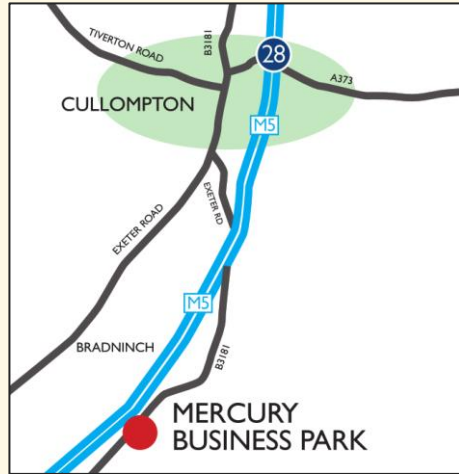 TIVERTON ROAD
B3181
28
A373
CULLOMPTON
M5
EXETER RD
EXETER ROAD
M5
BRADNINCH
B3181
MERCURY
BUSINESS PARK